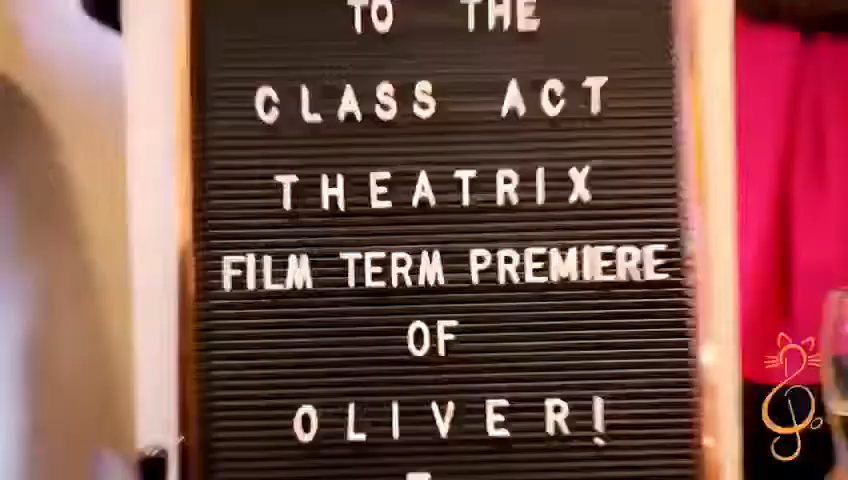 TO THE
CLASS ACT
THEATRIX
FILM TERM PREMIERE
OF
OLIVER!